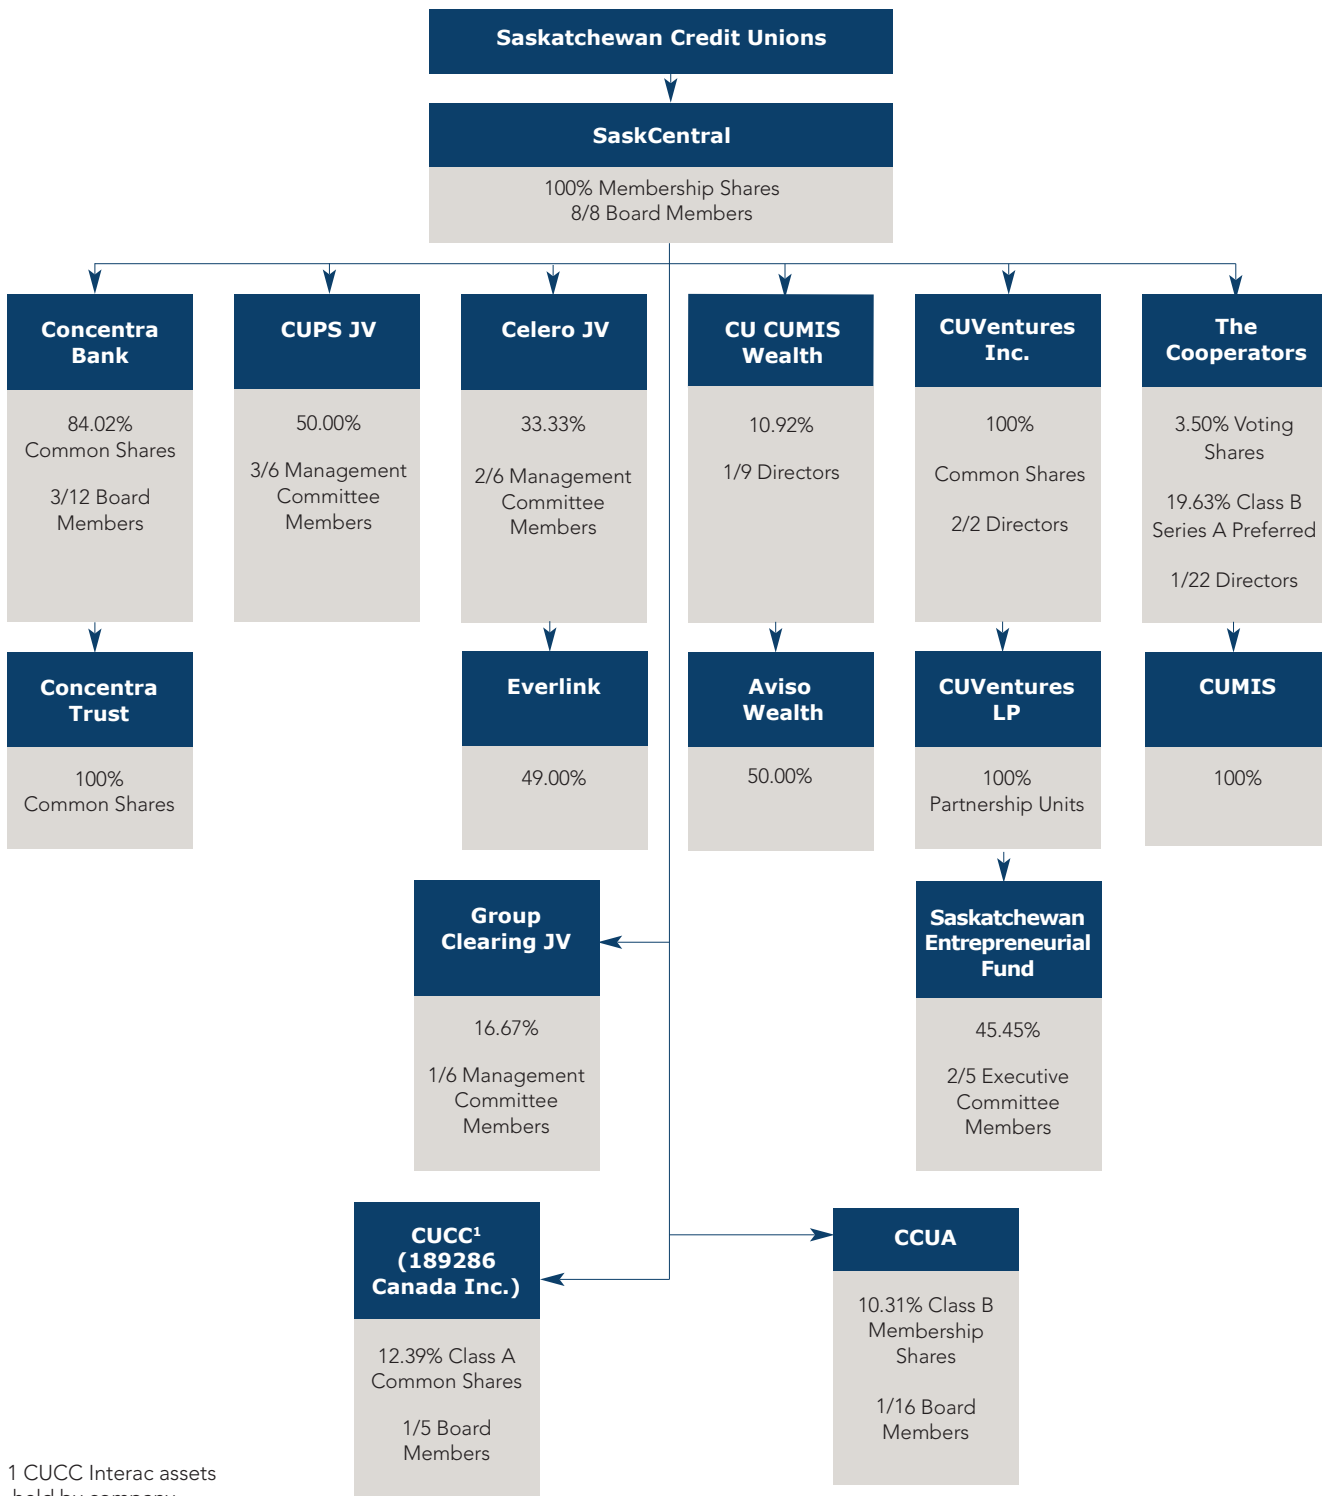 Saskatchewan Credit Unions
SaskCentral
100% Membership Shares
8/8 Board Members
Concentra
Bank
84.02%
Common Shares
3/12 Board
Members
CUPS JV
50.00%
3/6 Management
Committee
Members
Celero JV
33.33%
2/6 Management
Committee
Members
CU CUMIS
Wealth
10.92%
1/9 Directors
CUVentures
Inc.
100%
Common Shares
2/2 Directors
The
Cooperators
3.50% Voting
Shares
19.63% Class B
Series A Preferred
1/22 Directors
Concentra
Trust
100%
Common Shares
Everlink
49.00%
Aviso
Wealth
50.00%
CUVentures
LP
100%
Partnership Units
CUMIS
100%
Group
Clearing JV
16.67%
1/6 Management
Committee
Members
Saskatchewan
Entrepreneurial
Fund
45.45%
2/5 Executive
Committee
Members
CUCC¹
(189286
Canada Inc.)
12.39% Class A
Common Shares
1/5 Board
Members
CCUA
10.31% Class B
Membership
Shares
1/16 Board
Members
1 CUCC Interac assets
held by company